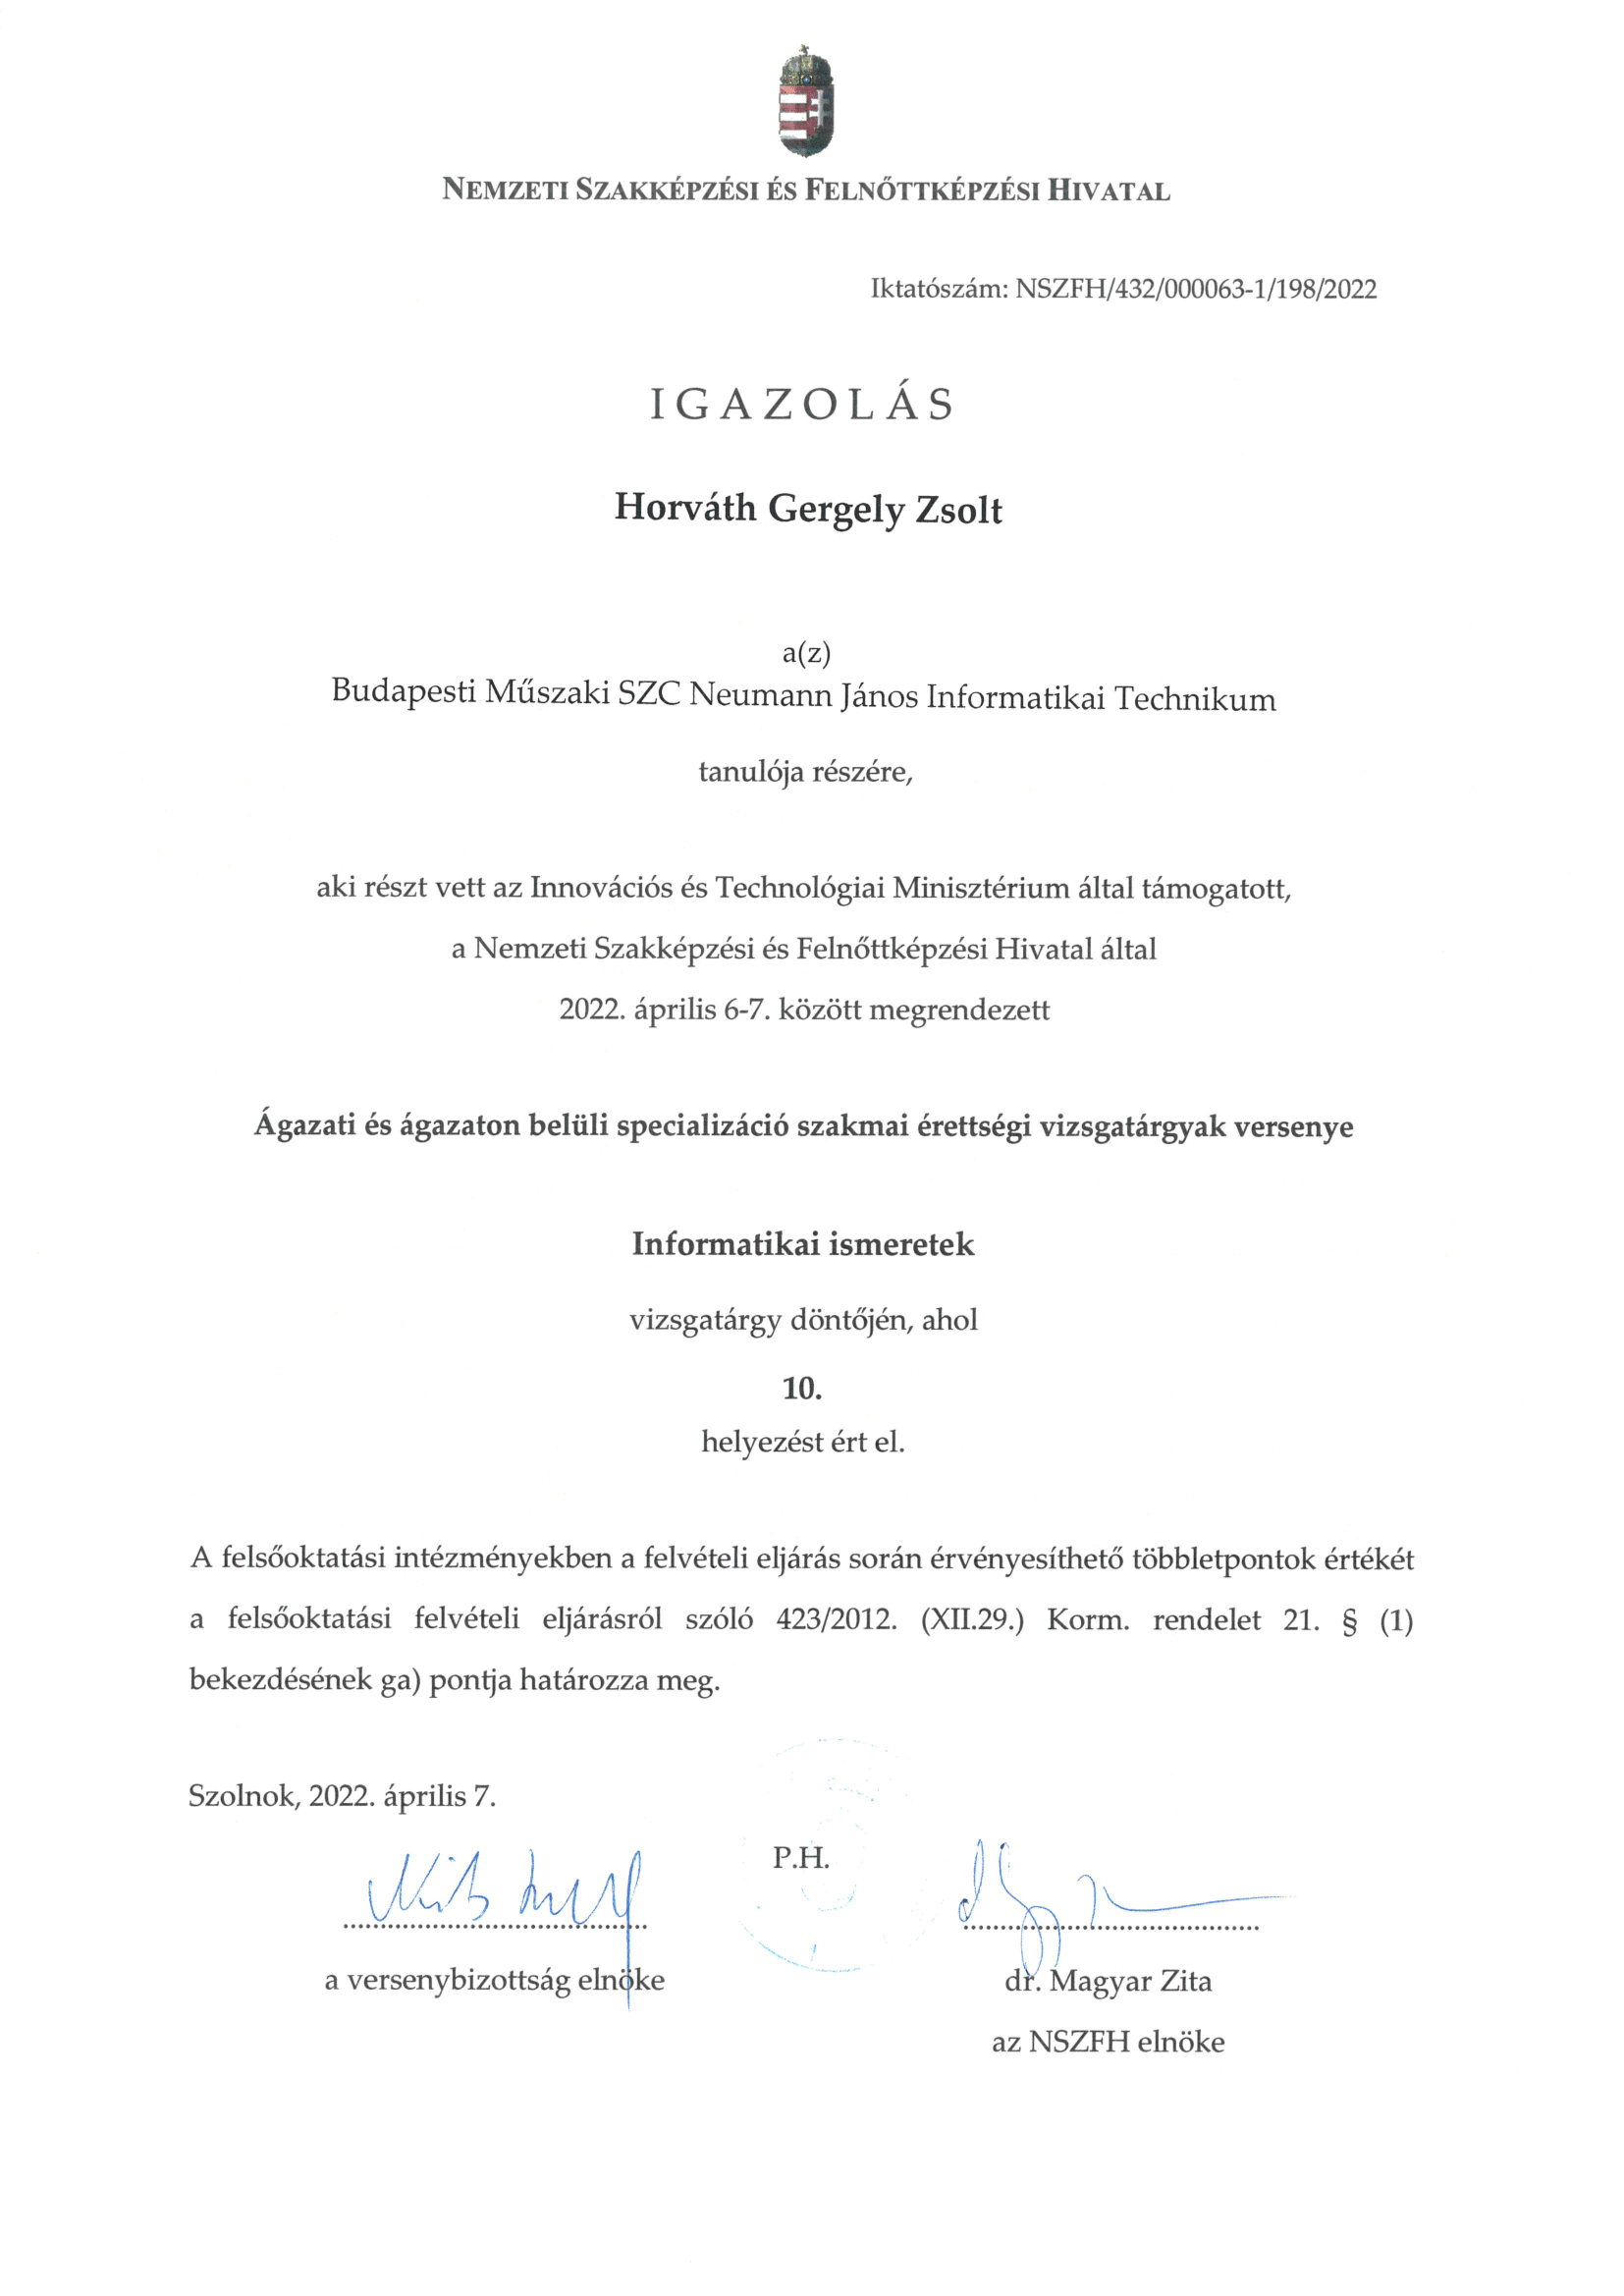 NEMZETI SZAKKÉPZÉSI ÉS FELNŐTTKÉPZÉSI HIVATAL
Iktatószám: NSZFH/432/000063-1/198/2022
IGAZOLÁS
Horváth Gergely Zsolt
a(z)
Budapesti Műszaki SZC Neumann János Informatikai Technikum
tanulója részére,
aki részt vett az Innovációs és Technológiai Minisztérium által támogatott,
a Nemzeti Szakképzési és Felnőttképzési Hivatal által
2022. április 6-7. között megrendezett
Ágazati és ágazaton belüli specializáció szakmai érettségi vizsgatárgyak versenye
Informatikai ismeretek
vizsgatárgy döntőjén, ahol
10.
helyezést ért el.
A felsőoktatási intézményekben a felvételi eljárás során érvényesíthető többletpontok értékét
a felsőoktatási felvételi eljárásról szóló 423/2012. (XII.29.) Korm. rendelet 21. § (1)
bekezdésének ga) pontja határozza meg.
Szolnok, 2022. április 7.
P.H.
a versenybizottság elnöke
dr. Magyar Zita
az NSZFH elnöke